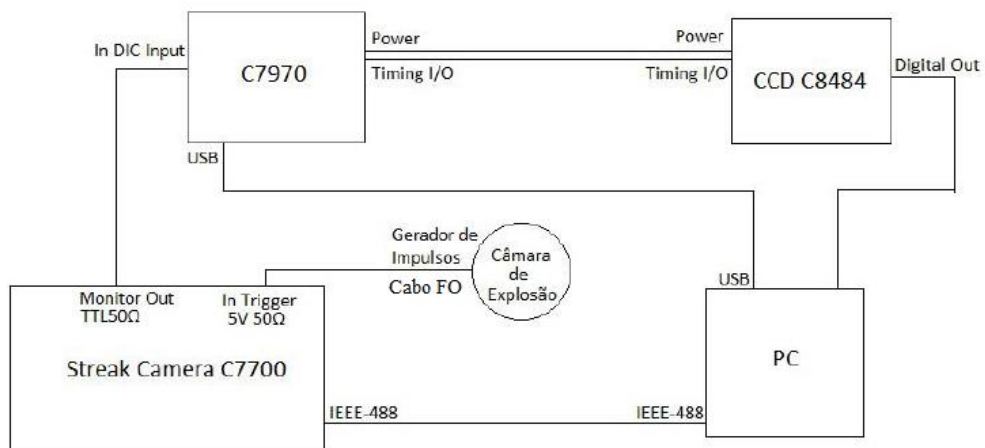 In DIC Input
C7970
Power
Timing I/O
Power
Timing I/O
CCD C8484
Digital Out
USB
Gerador de
Impulsos
Cabo FO
Câmara
de
Explosão
Monitor Out
TTL50Ω
In Trigger
5V 50Ω
Streak Camera C7700
IEEE-488
USB
PC
IEEE-488